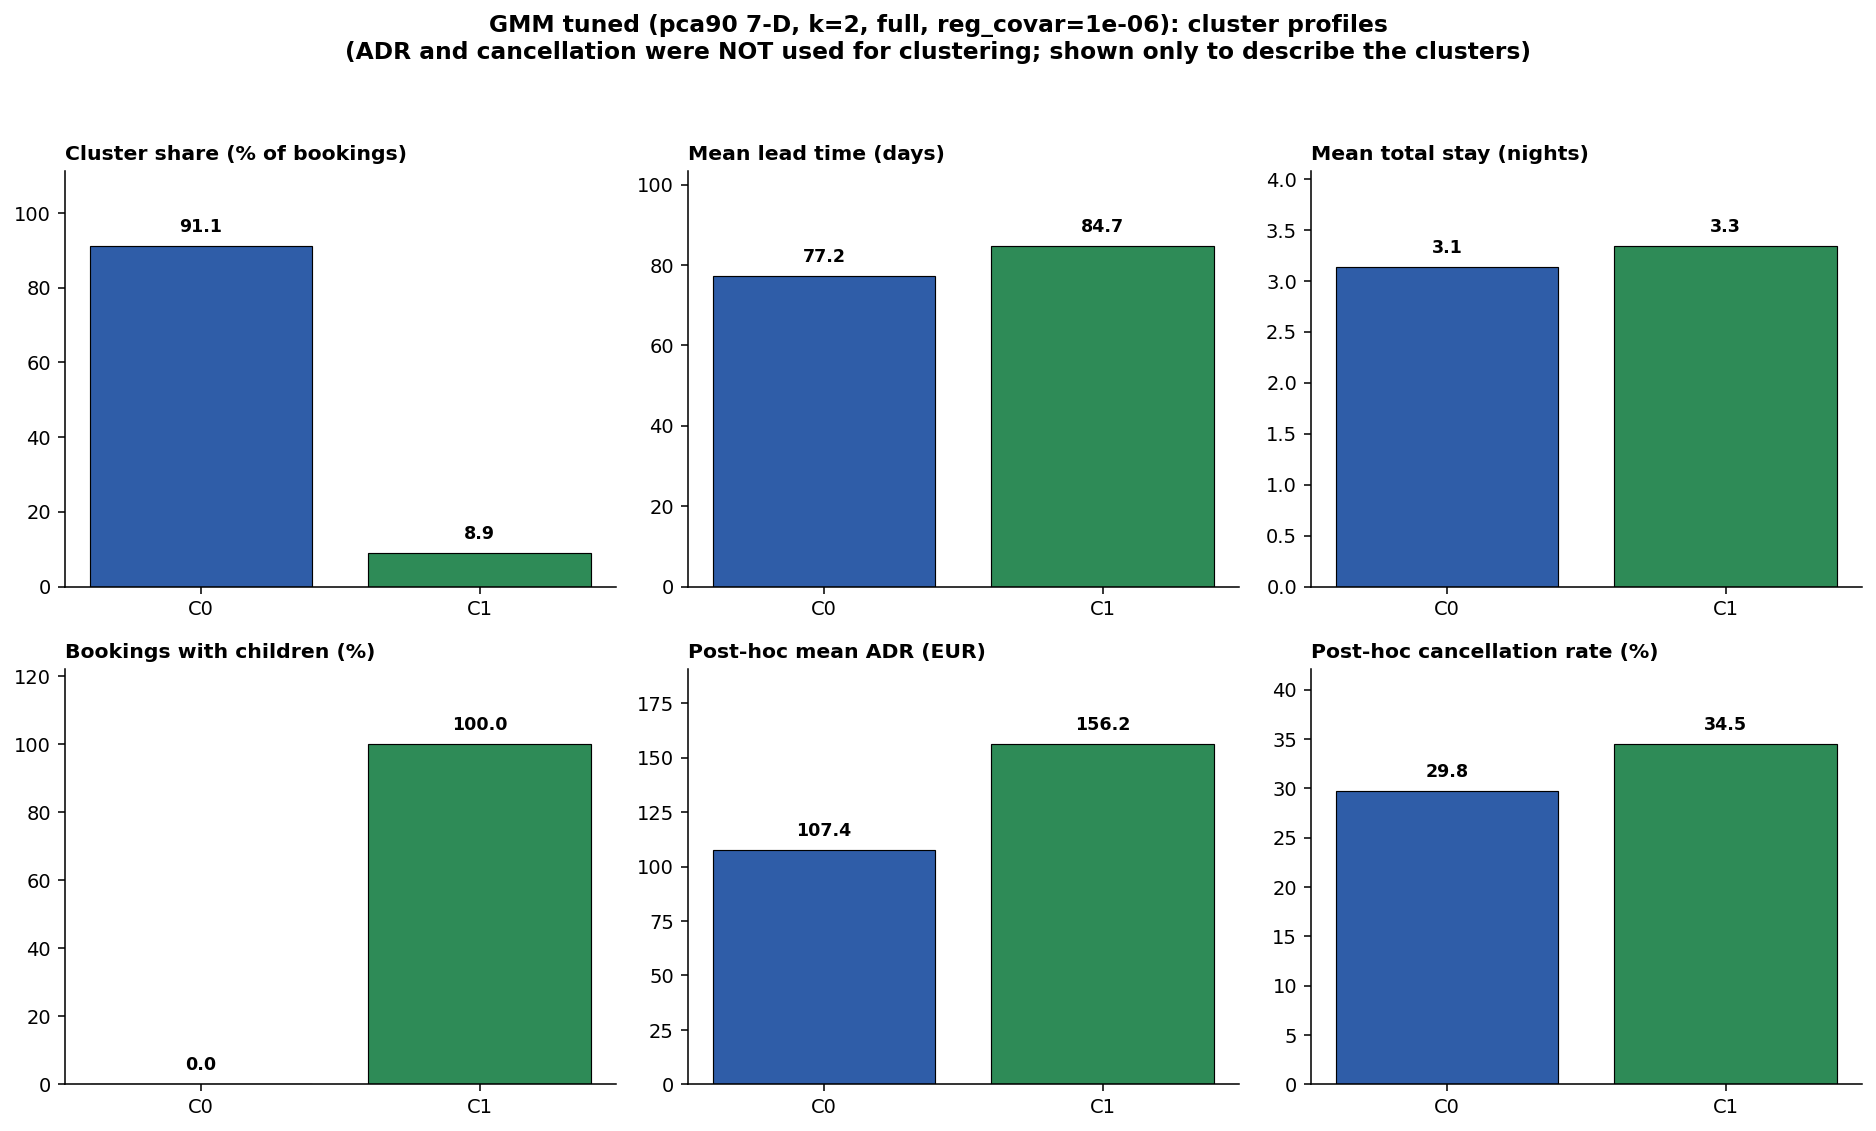 GMM tuned (pca90 7-D, k=2, full, reg_covar=1e-06): cluster profiles
(ADR and cancellation were NOT used for clustering; shown only to describe the clusters)
Cluster share (% of bookings)
100
80
60
40
20
0
91.1
8.9
C0
C1
Mean lead time (days)
100
80
60
40
20
0
77.2
84.7
C0
C1
Mean total stay (nights)
4.0
3.5
3.0
2.5
2.0
1.5
1.0
0.5
0.0
3.1
3.3
C0
C1
Bookings with children (%)
120
100
80
60
40
20
0
0.0
100.0
C0
C1
Post-hoc mean ADR (EUR)
175
150
125
100
75
50
25
0
107.4
156.2
C0
C1
Post-hoc cancellation rate (%)
40
35
30
25
20
15
10
5
0
29.8
34.5
C0
C1